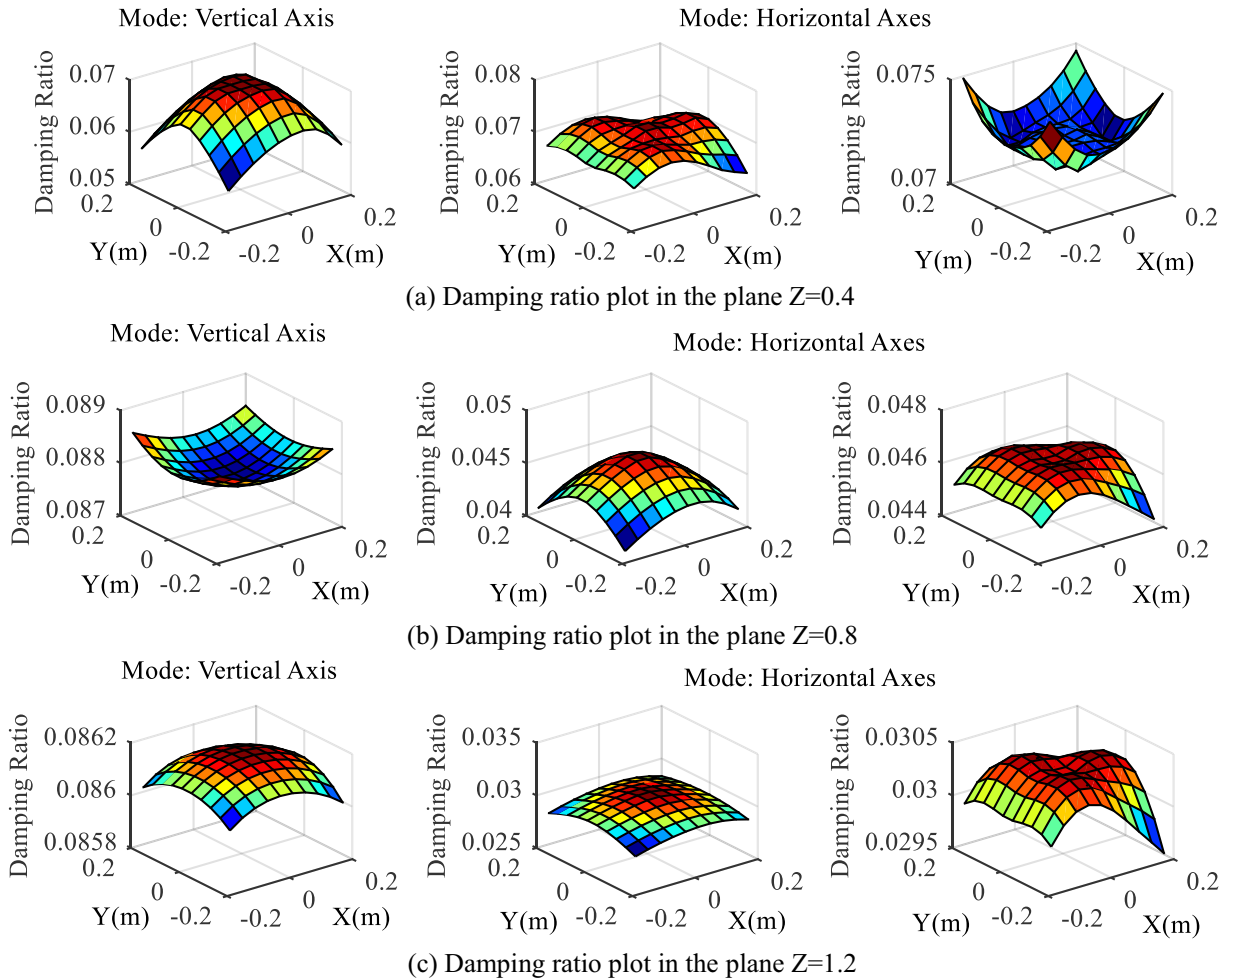 Mode: Vertical Axis
Mode: Horizontal Axes
Damping Ratio
0.07
0.06
0.05
0.2
0
-0.2
Y(m)
-0.2
0
0.2
X(m)
Damping Ratio
0.08
0.07
0.06
0.2
0
-0.2
Y(m)
-0.2
0
0.2
X(m)
Damping Ratio
0.075
0.07
0.2
0
-0.2
Y(m)
-0.2
0
0.2
X(m)
(a) Damping ratio plot in the plane Z=0.4
Mode: Vertical Axis
Mode: Horizontal Axes
Damping Ratio
0.089
0.088
0.087
0.2
0
-0.2
Y(m)
-0.2
0
0.2
X(m)
Damping Ratio
0.05
0.045
0.04
0.2
0
-0.2
Y(m)
-0.2
0
0.2
X(m)
Damping Ratio
0.048
0.046
0.044
0.2
0
-0.2
Y(m)
-0.2
0
0.2
X(m)
(b) Damping ratio plot in the plane Z=0.8
Mode: Vertical Axis
Mode: Horizontal Axes
Damping Ratio
0.0862
0.086
0.0858
0.2
0
-0.2
Y(m)
-0.2
0
0.2
X(m)
Damping Ratio
0.035
0.03
0.025
0.2
0
-0.2
Y(m)
-0.2
0
0.2
X(m)
Damping Ratio
0.0305
0.03
0.0295
0.2
0
-0.2
Y(m)
-0.2
0
0.2
X(m)
(c) Damping ratio plot in the plane Z=1.2